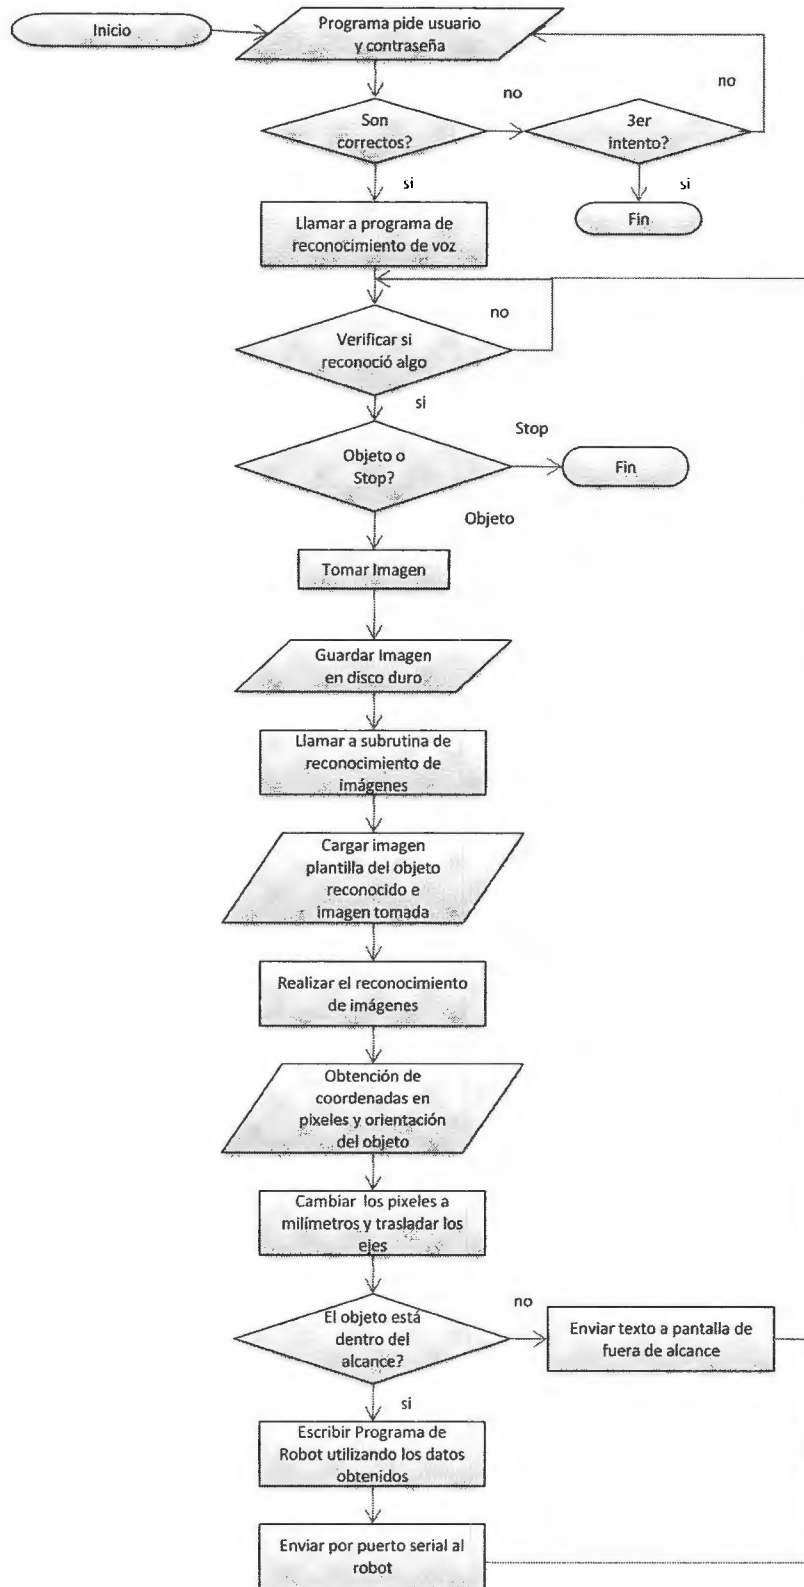 Inicio
Programa pide usuario
y contraseña
no
no
Son
correctos?
3er
intento?
si
si
Llamar a programa de
reconocimiento de voz
Fin
no
Verificar si
reconoció algo
si
Stop
Objeto o
Stop?
Fin
Objeto
Tomar Imagen
Guardar Imagen
en disco duro
Llamar a subrutina de
reconocimiento de
imágenes
Cargar imagen
plantilla del objeto
reconocido e
imagen tomada
Realizar el reconocimiento
de imágenes
Obtención de
coordenadas en
pixeles y orientación
del objeto
Cambiar los pixeles a
milímetros y trasladar los
ejes
no
El objeto está
dentro del
alcance?
Enviar texto a pantalla de
fuera de alcance
si
Escribir Programa de
Robot utilizando los datos
obtenidos
Enviar por puerto serial al
robot